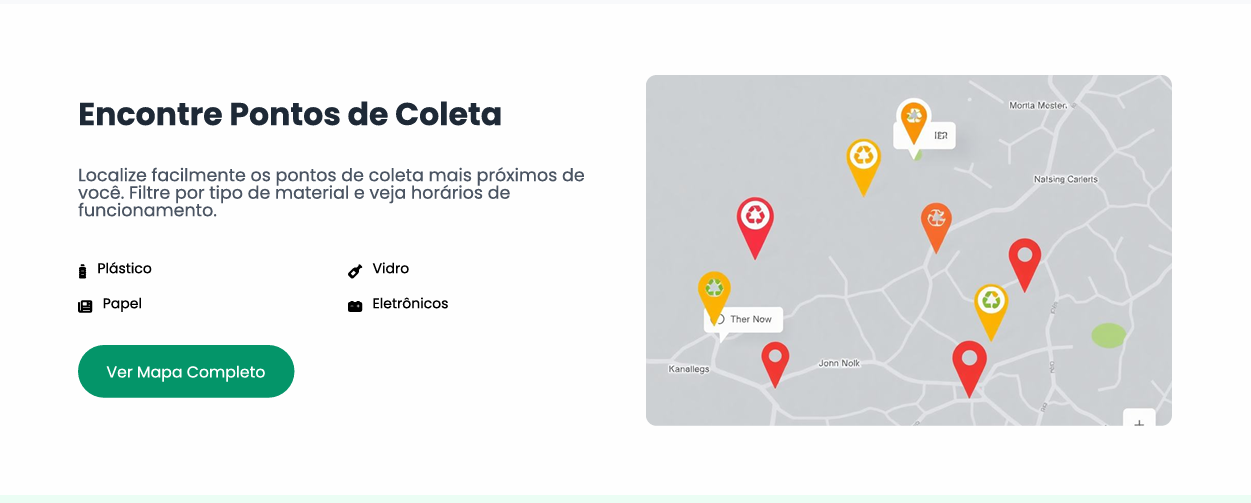 Encontre Pontos de Coleta
Localize facilmente os pontos de coleta mais próximos de
você. Filtre por tipo de material e veja horários de
funcionamento.
Plástico
Vidro
Papel
Eletrônicos
Ver Mapa Completo
Morita Mester.
IER
Natsing Carlerts
Ther Now
Kanallegs
Jonn Nolk